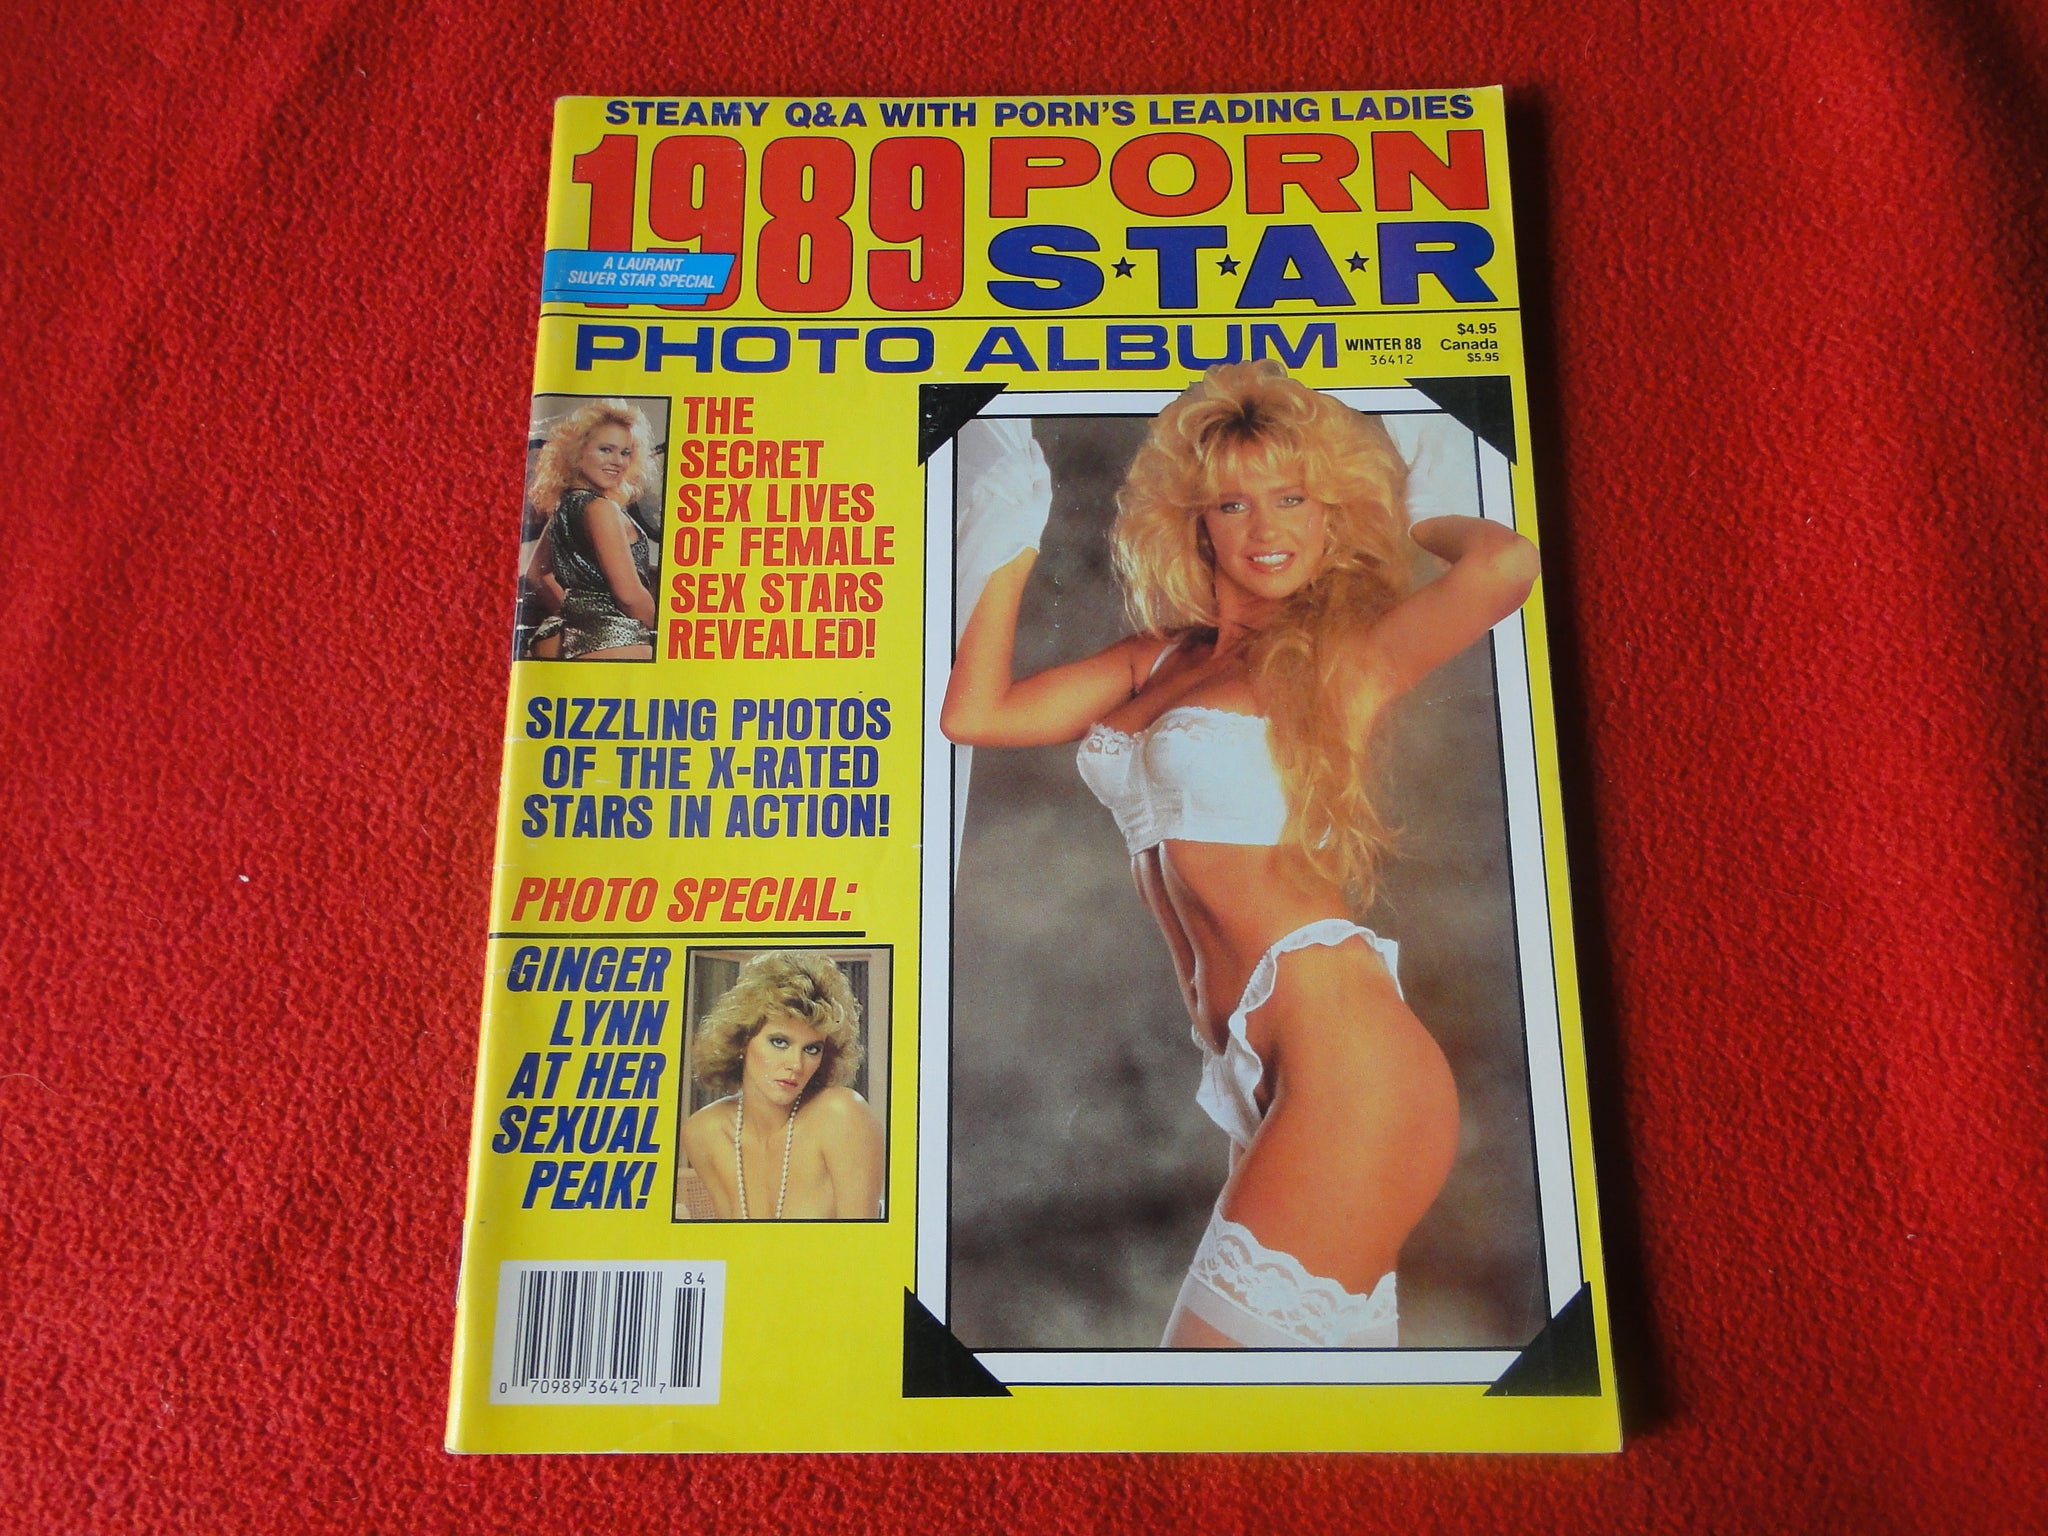 STEAMY Q&A WITH PORN'S LEADING LADIES
1989 PORN
S★T★A★R
A LAURANT
SILVER STAR SPECIAL
PHOTO ALBUM
WINTER 88
36412
$4.95
Canada
$5.95
THE
SECRET
SEX LIVES
OF FEMALE
SEX STARS
REVEALED!
SIZZLING PHOTOS
OF THE X-RATED
STARS IN ACTION!
PHOTO SPECIAL:
GINGER
LYNN
AT HER
SEXUAL
PEAK!
84
0 70989 36412 7